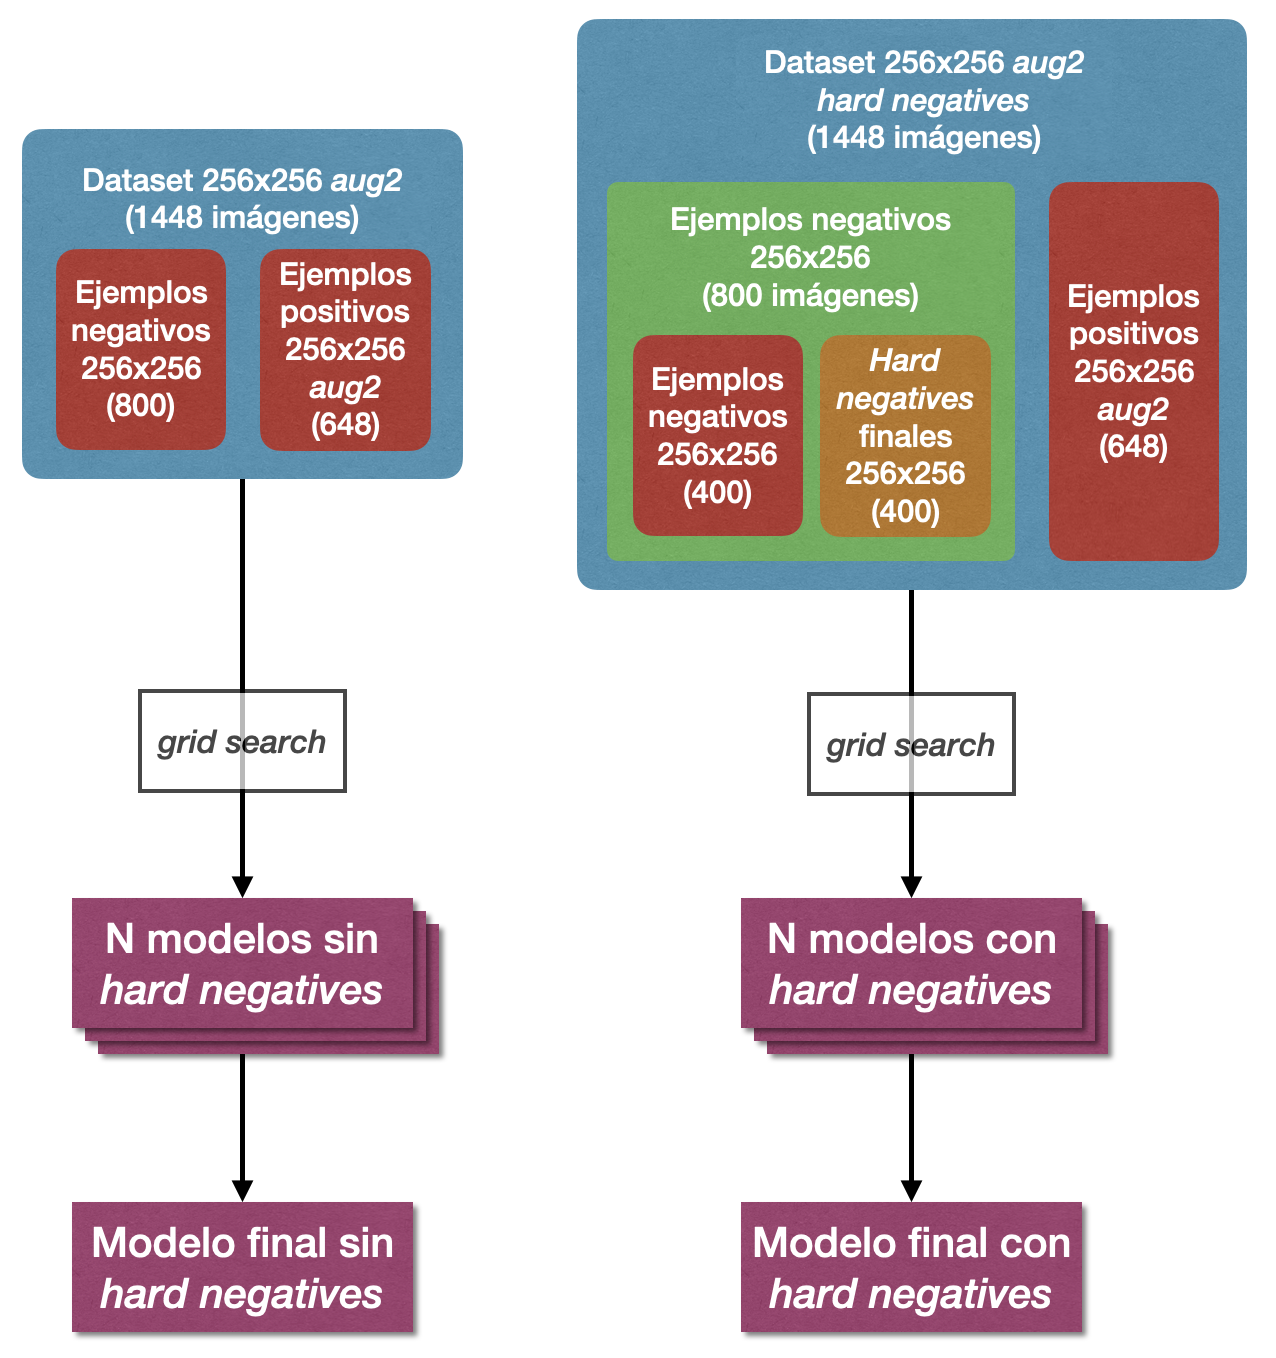 Dataset 256x256 aug2
(1448 imágenes)
Ejemplos
negativos
256x256
(800)
Ejemplos
positivos
256x256
aug2
(648)
grid search
N modelos sin
hard negatives
Modelo final sin
hard negatives
Dataset 256x256 aug2
hard negatives
(1448 imágenes)
Ejemplos negativos
256x256
(800 imágenes)
Ejemplos
negativos
256x256
(400)
Hard
negatives
finales
256x256
(400)
Ejemplos
positivos
256x256
aug2
(648)
grid search
N modelos con
hard negatives
Modelo final con
hard negatives